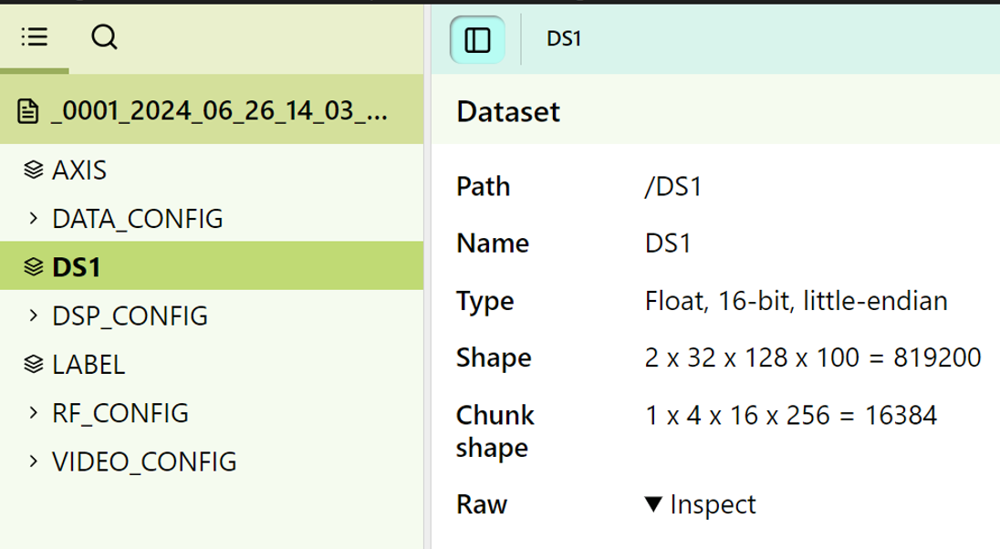 _0001_2024_06_26_14_03_...
AXIS
DATA_CONFIG
DS1
DSP_CONFIG
LABEL
RF_CONFIG
VIDEO_CONFIG
DS1
Dataset
Path /DS1
Name DS1
Type Float, 16-bit, little-endian
Shape 2 x 32 x 128 x 100 = 819200
Chunk shape 1 x 4 x 16 x 256 = 16384
Raw ▼ Inspect